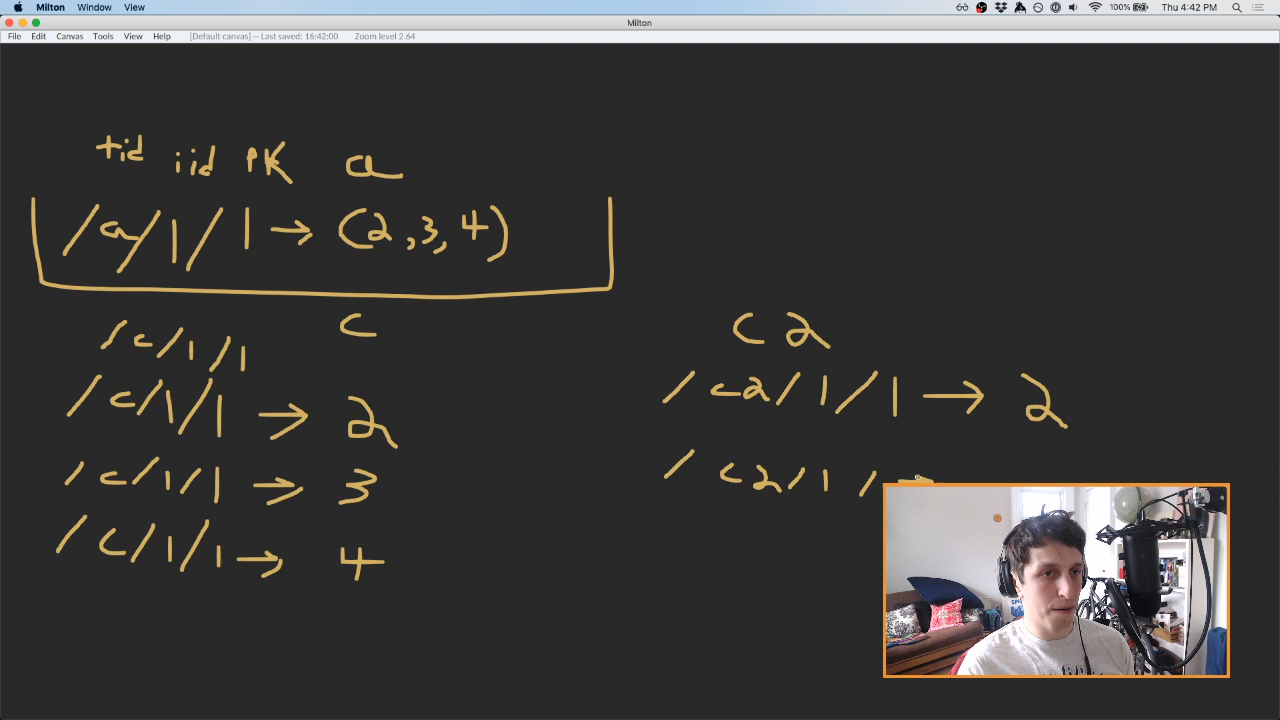 Milton Window View 100% Thu 4:42 PM
Milton
File Edit Canvas Tools View Help [Default canvas] -- Last saved: 16:42:00 Zoom level 2.64
tid iid PK a
/a/1/1 → (2,3,4)
c
/c/1/1
/c/1/1 → 2
/c/1/1 → 3
/c/1/1 → 4
c2
/c2/1/1 → 2
/c2/1/ →